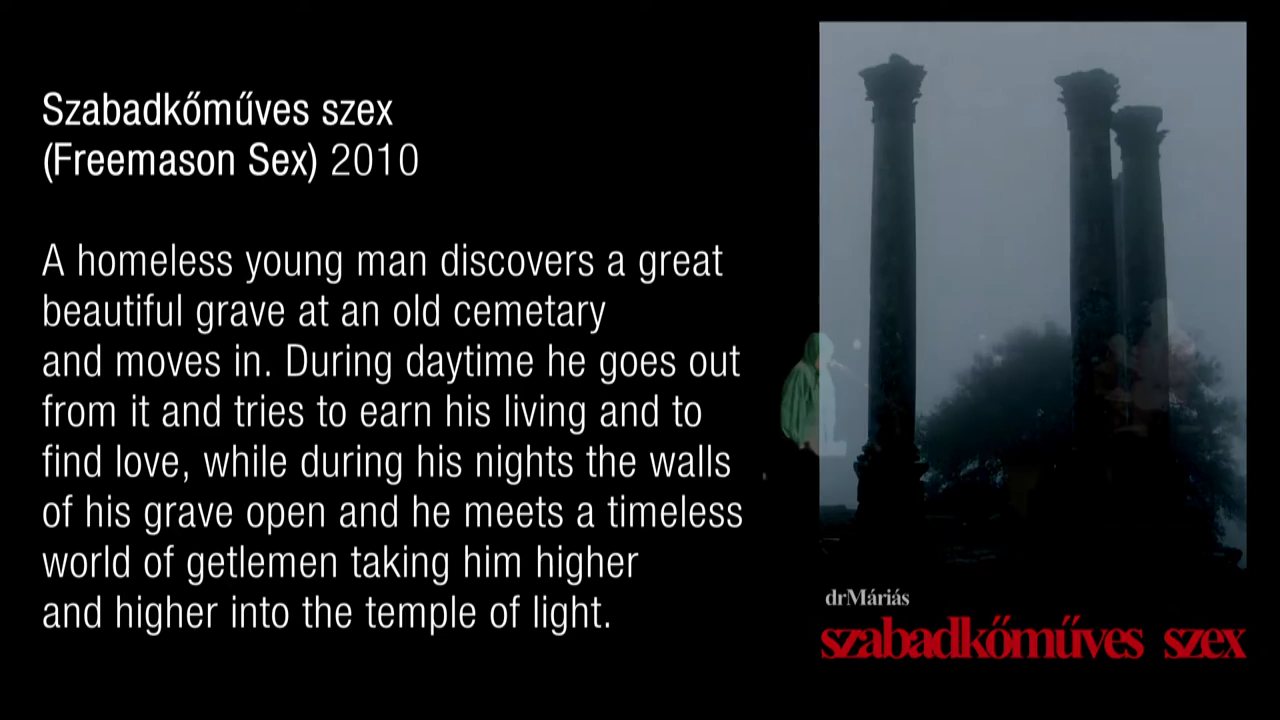 Szabadkőműves szex
(Freemason Sex) 2010
A homeless young man discovers a great
beautiful grave at an old cemetary
and moves in. During daytime he goes out
from it and tries to earn his living and to
find love, while during his nights the walls
of his grave open and he meets a timeless
world of getlemen taking him higher
and higher into the temple of light.
drMáriás
szabadkőműves szex